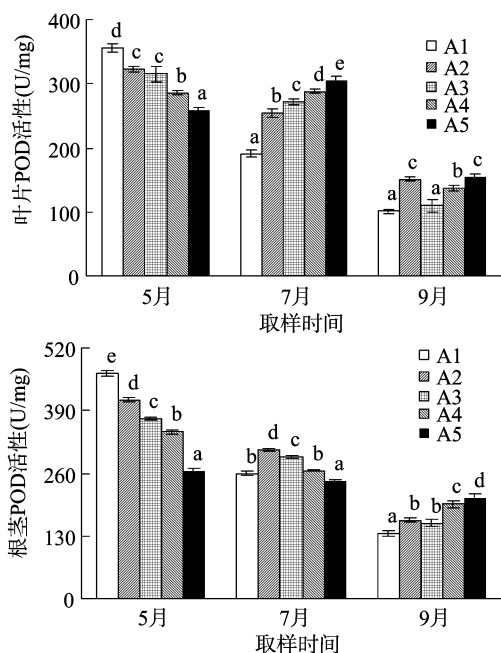 400
300
200
100
0
叶片POD活性(U/mg)
d c c b a
a b c d e
a c a b c
A1
A2
A3
A4
A5
5月 7月 9月
取样时间
520
390
260
130
0
根茎POD活性(U/mg)
e d c b a
b d c b a
a b b c d
A1
A2
A3
A4
A5
5月 7月 9月
取样时间